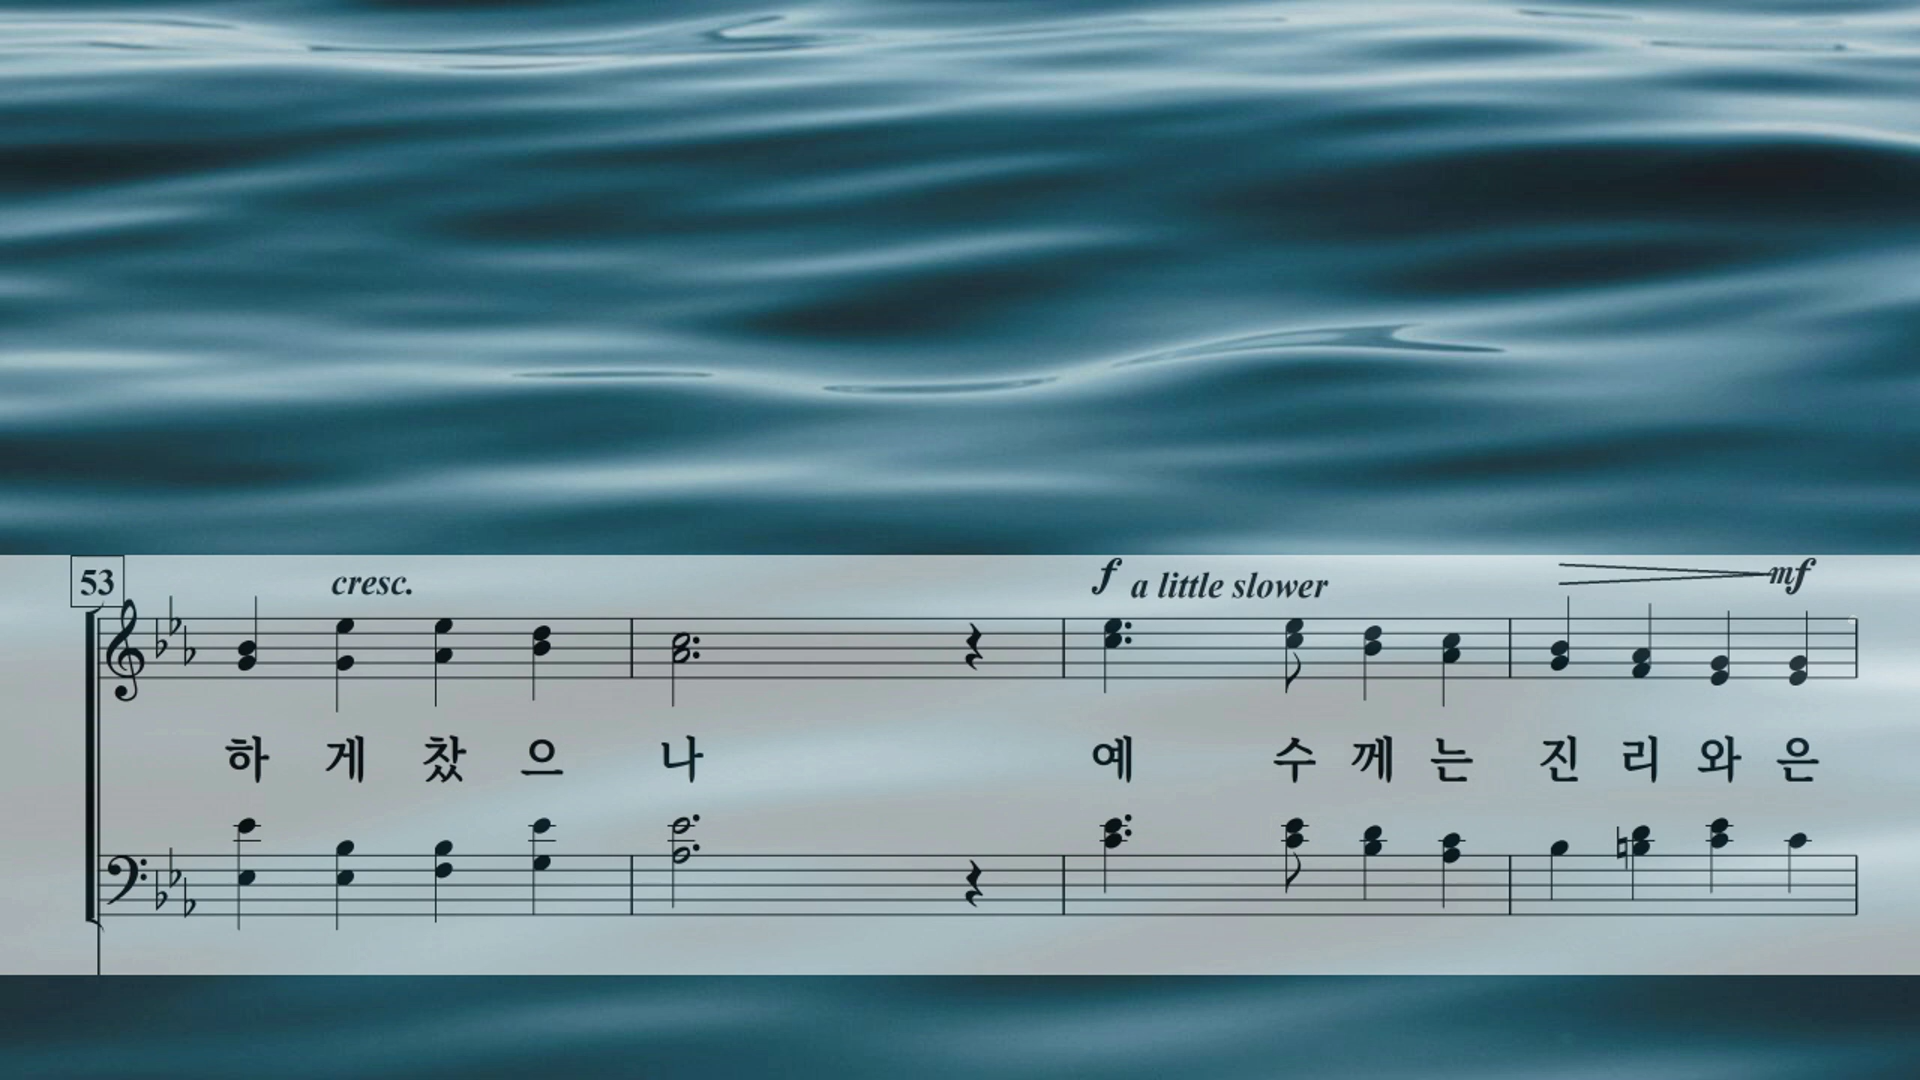 53 cresc. f a little slower mf
하 게 찼 으 나 예 수 께 는 진 리 와 은